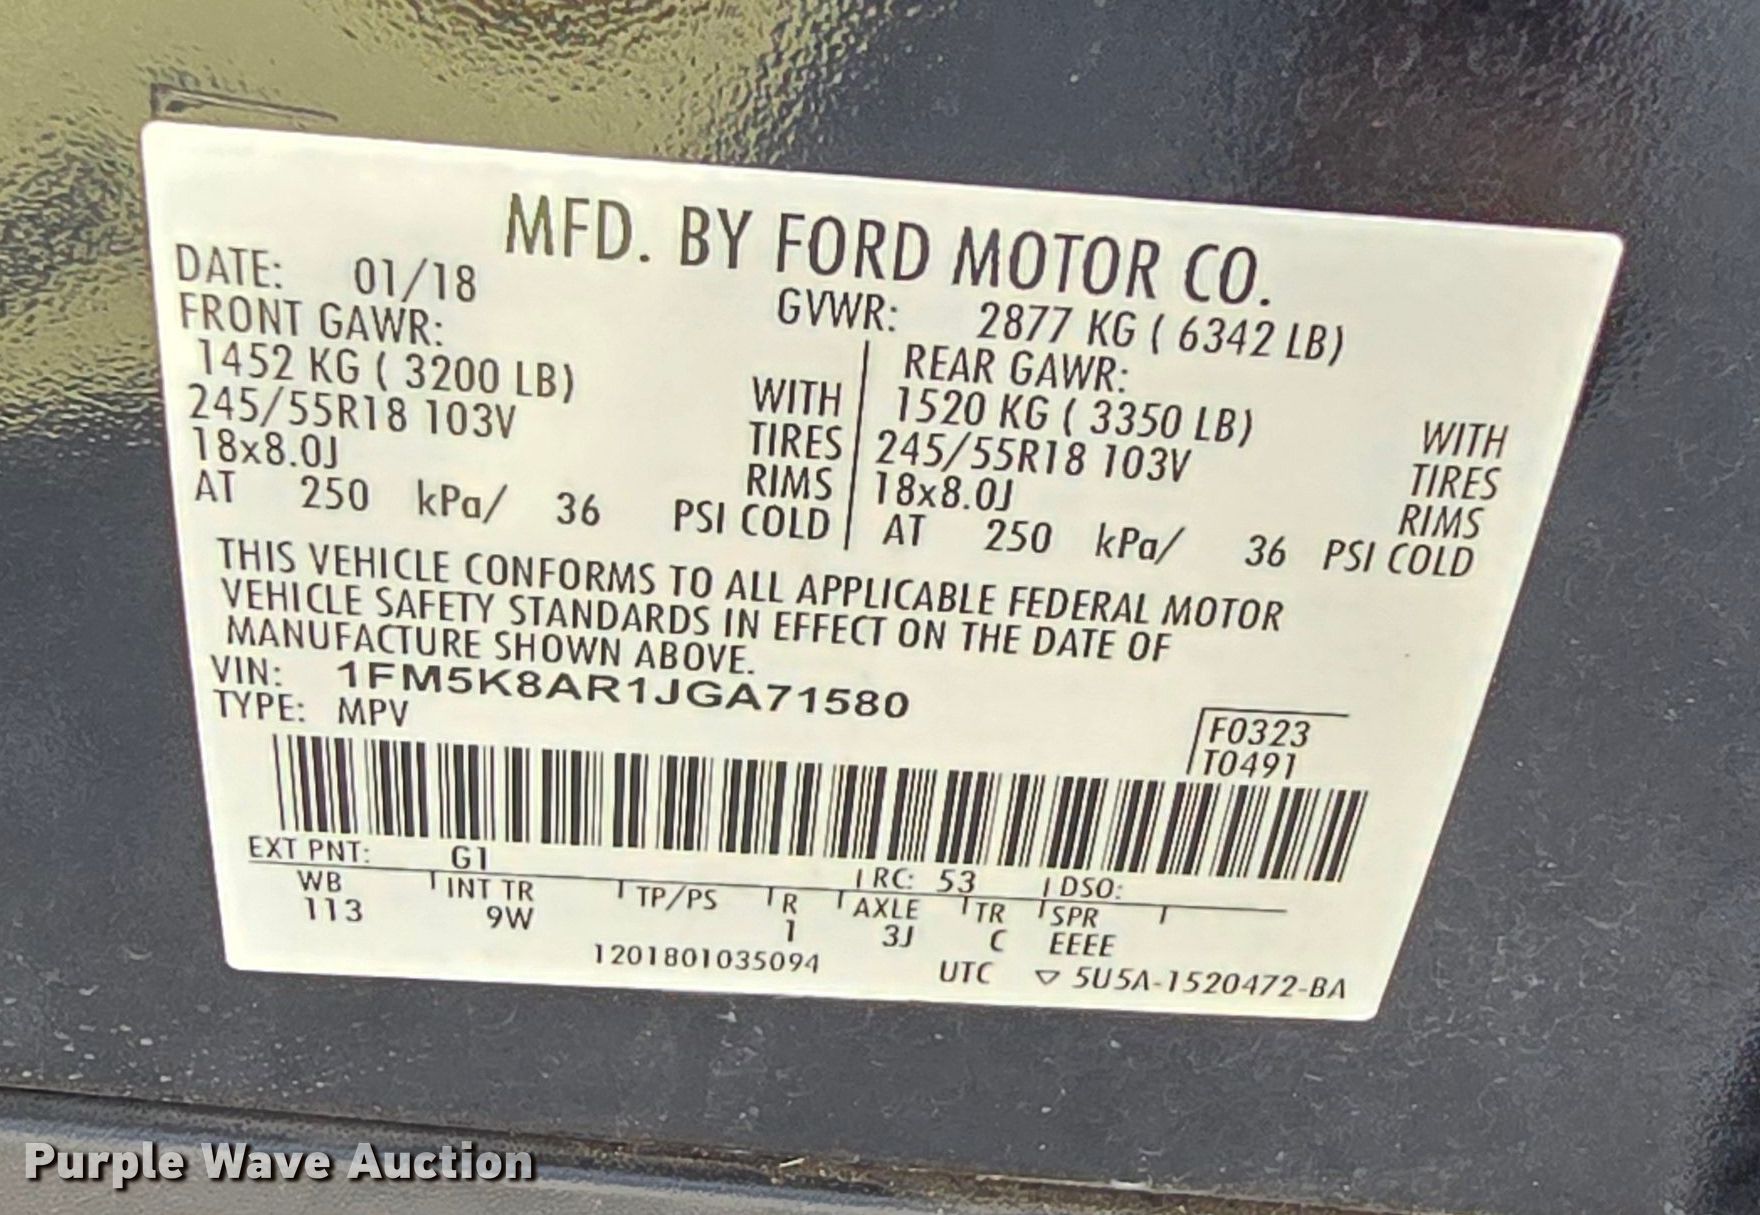 MFD. BY FORD MOTOR CO.
DATE: 01/18
GVWR: 2877 KG ( 6342 LB)
FRONT GAWR:
1452 KG ( 3200 LB) WITH
245/55R18 103V TIRES
18x8.0J RIMS
AT 250 kPa/ 36 PSI COLD
REAR GAWR:
1520 KG ( 3350 LB) WITH
245/55R18 103V TIRES
18x8.0J RIMS
AT 250 kPa/ 36 PSI COLD
THIS VEHICLE CONFORMS TO ALL APPLICABLE FEDERAL MOTOR
VEHICLE SAFETY STANDARDS IN EFFECT ON THE DATE OF
MANUFACTURE SHOWN ABOVE.
VIN: 1FM5K8AR1JGA71580
TYPE: MPV
F0323
T0491
EXT PNT: G1 RC: 53 DSO:
WB INT TR TP/PS R AXLE TR SPR
113 9W 1 3J C EEEE
1201801035094 UTC ▽ 5U5A-1520472-BA
Purple Wave Auction